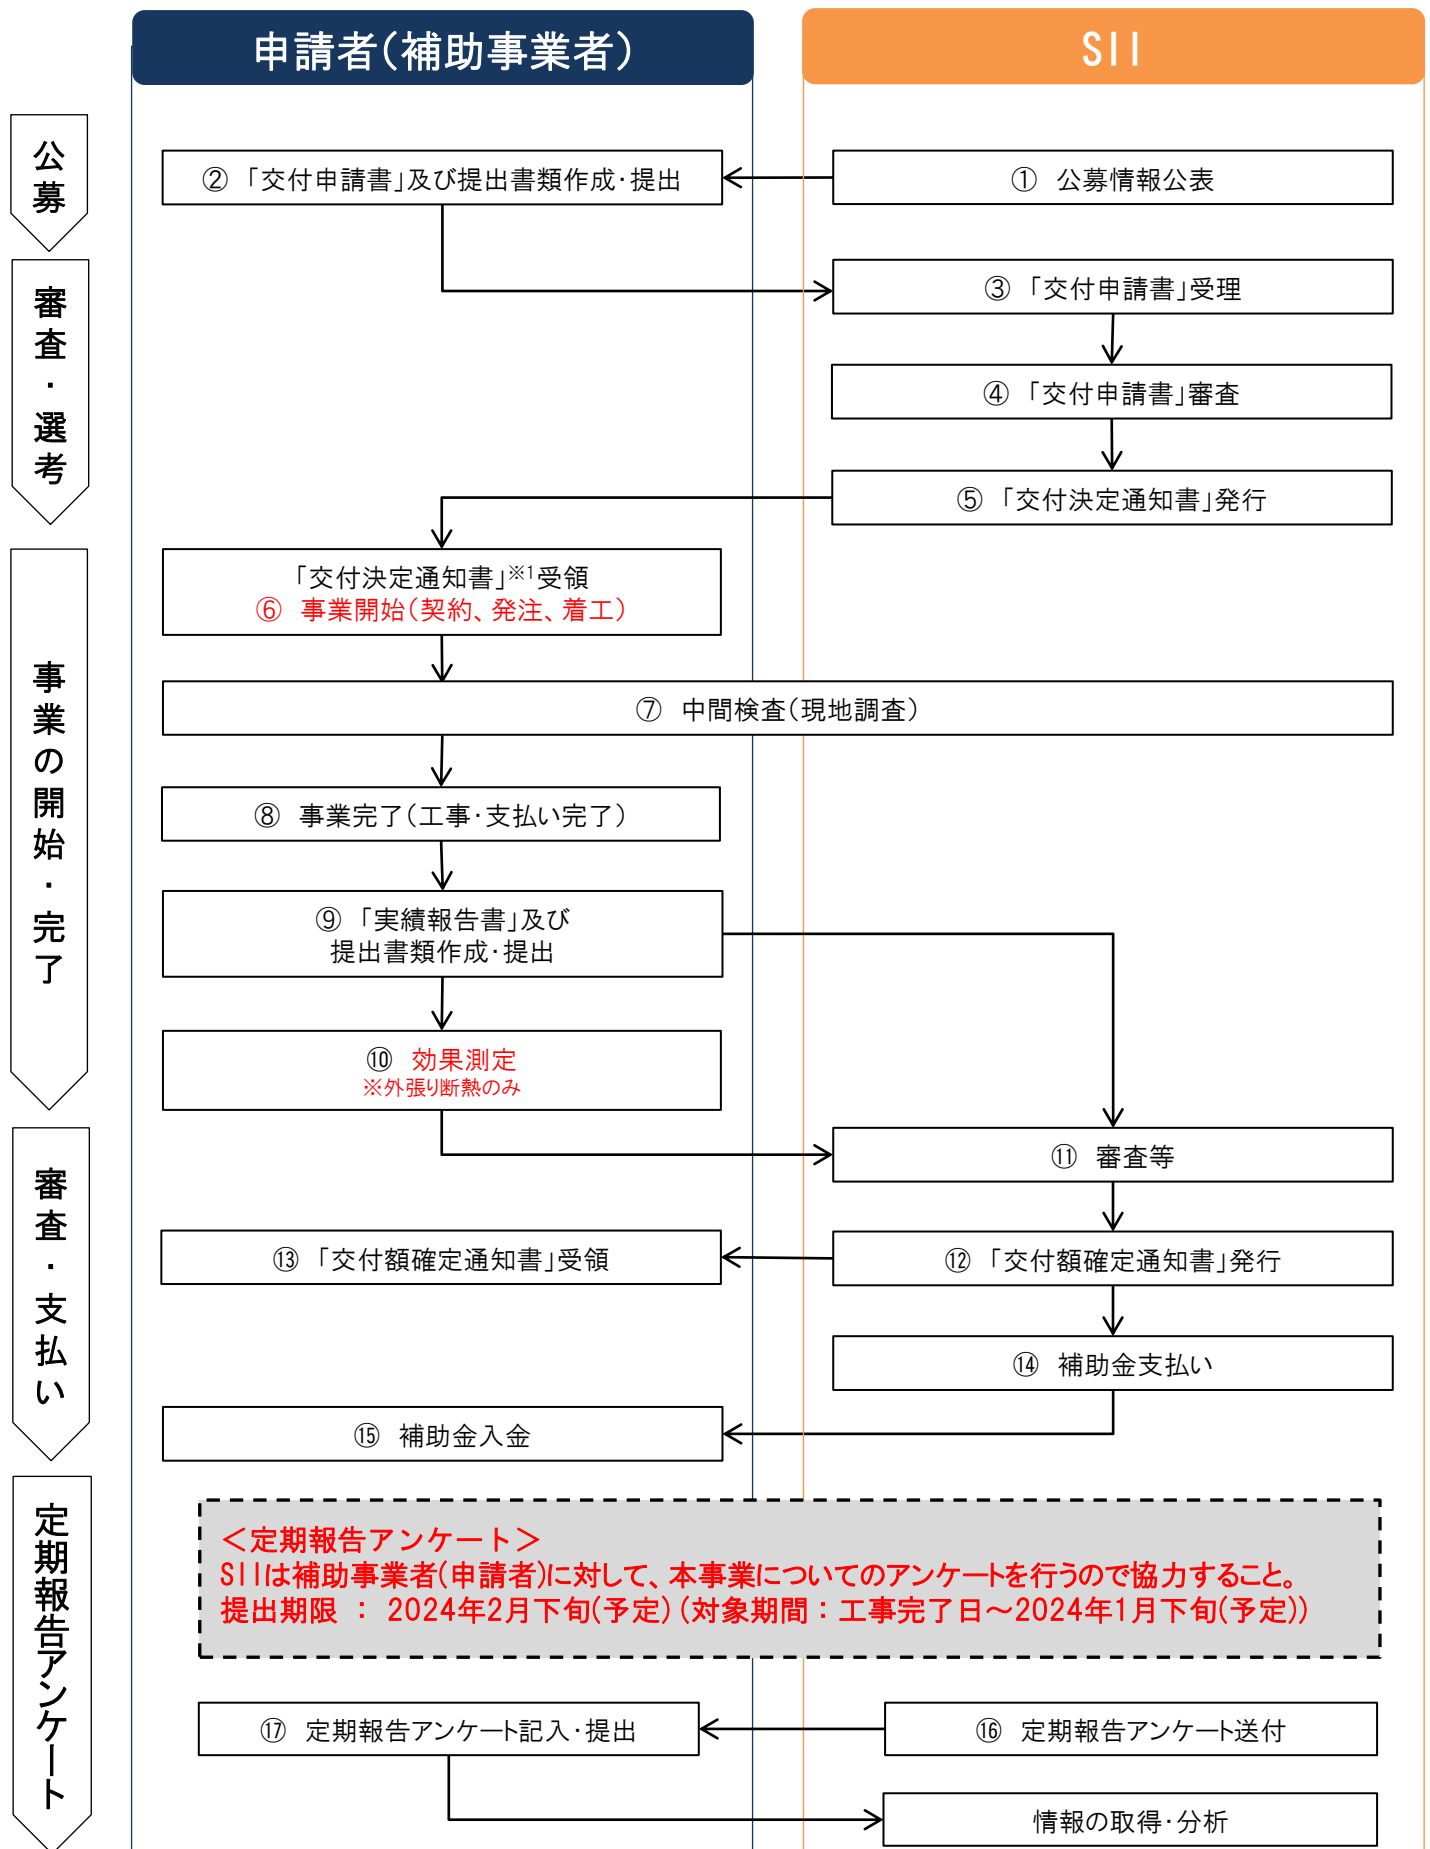 申請者（補助事業者）
SII
公募
② 「交付申請書」及び提出書類作成・提出
① 公募情報公表
審査・選考
③ 「交付申請書」受理
④ 「交付申請書」審査
⑤ 「交付決定通知書」発行
事業の開始・完了
「交付決定通知書」※1受領
⑥ 事業開始（契約、発注、着工）
⑦ 中間検査（現地調査）
⑧ 事業完了（工事・支払い完了）
⑨ 「実績報告書」及び
提出書類作成・提出
⑩ 効果測定
※外張り断熱のみ
審査・支払い
⑪ 審査等
⑬ 「交付額確定通知書」受領
⑫ 「交付額確定通知書」発行
⑭ 補助金支払い
⑮ 補助金入金
定期報告アンケート
＜定期報告アンケート＞
SIIは補助事業者(申請者)に対して、本事業についてのアンケートを行うので協力すること。
提出期限 ： 2024年2月下旬(予定)（対象期間：工事完了日～2024年1月下旬(予定)）
⑰ 定期報告アンケート記入・提出
⑯ 定期報告アンケート送付
情報の取得・分析